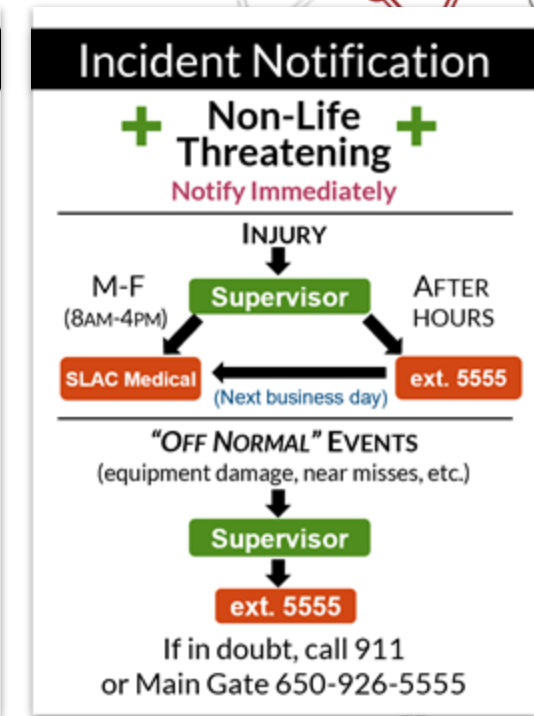 Incident Notification
+ Non-Life +
Threatening
Notify Immediately
INJURY
M-F
(8AM-4PM)
Supervisor
AFTER
HOURS
SLAC Medical
(Next business day)
ext. 5555
“OFF NORMAL” EVENTS
(equipment damage, near misses, etc.)
Supervisor
ext. 5555
If in doubt, call 911
or Main Gate 650-926-5555